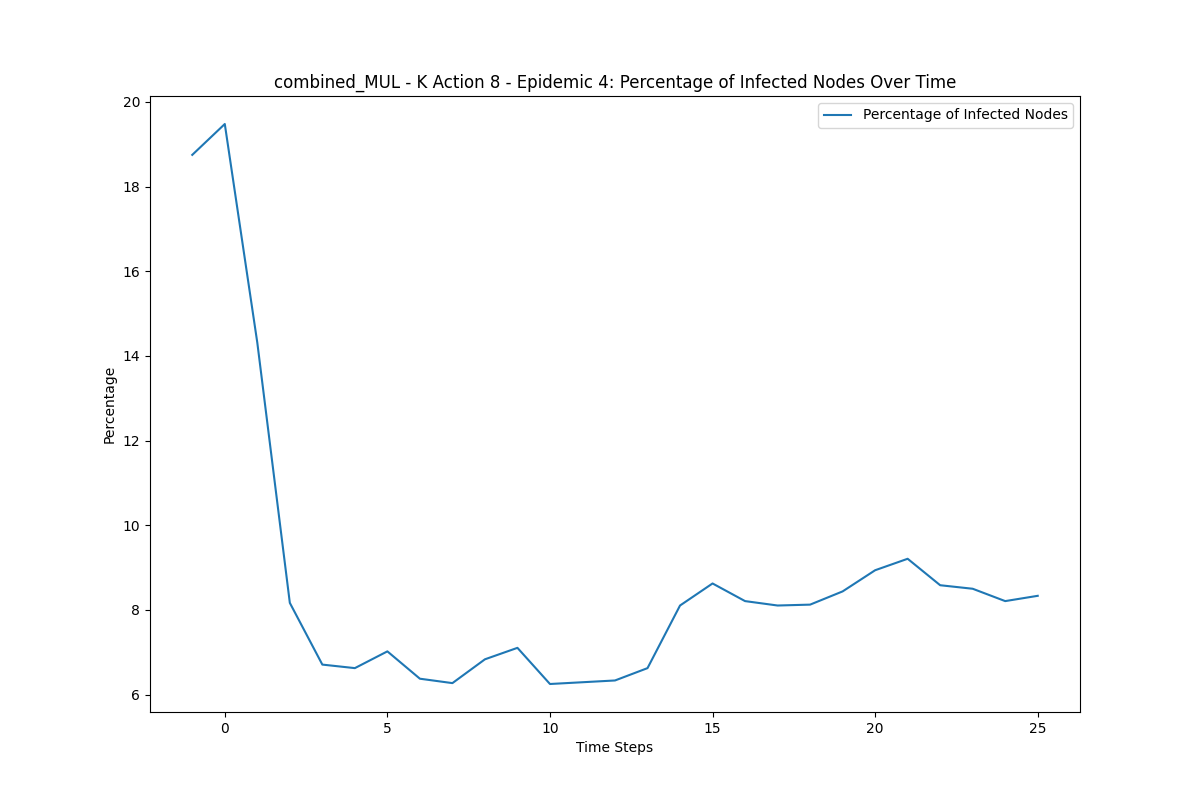 combined_MUL - K Action 8 - Epidemic 4: Percentage of Infected Nodes Over Time
Percentage of Infected Nodes
Percentage
20
18
16
14
12
10
8
6
0 5 10 15 20 25
Time Steps